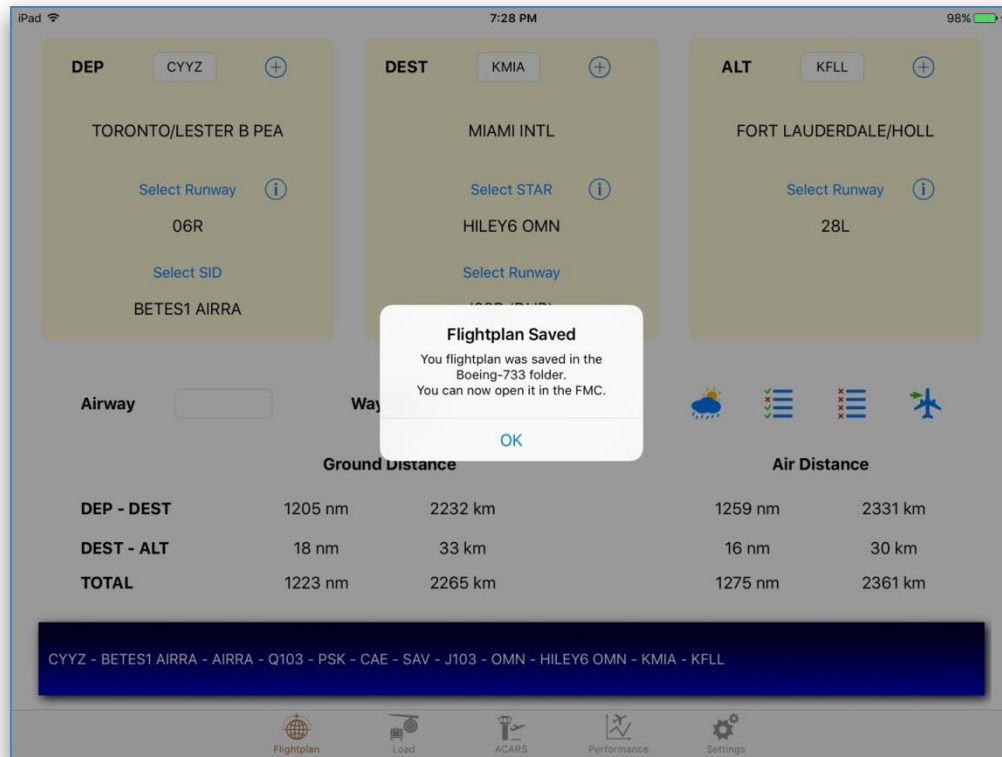 iPad 7:28 PM 98%
DEP CYYZ DEST KMIA ALT KFLL
TORONTO/LESTER B PEA MIAMI INTL FORT LAUDERDALE/HOLL
Select Runway Select STAR Select Runway
06R HILEY6 OMN 28L
Select SID Select Runway
BETES1 AIRRA
Flightplan Saved
You flightplan was saved in the
Boeing-733 folder.
You can now open it in the FMC.
OK
Airway
Ground Distance Air Distance
DEP - DEST 1205 nm 2232 km 1259 nm 2331 km
DEST - ALT 18 nm 33 km 16 nm 30 km
TOTAL 1223 nm 2265 km 1275 nm 2361 km
CYYZ - BETES1 AIRRA - AIRRA - Q103 - PSK - CAE - SAV - J103 - OMN - HILEY6 OMN - KMIA - KFLL
Flightplan Load ACARS Performance Settings